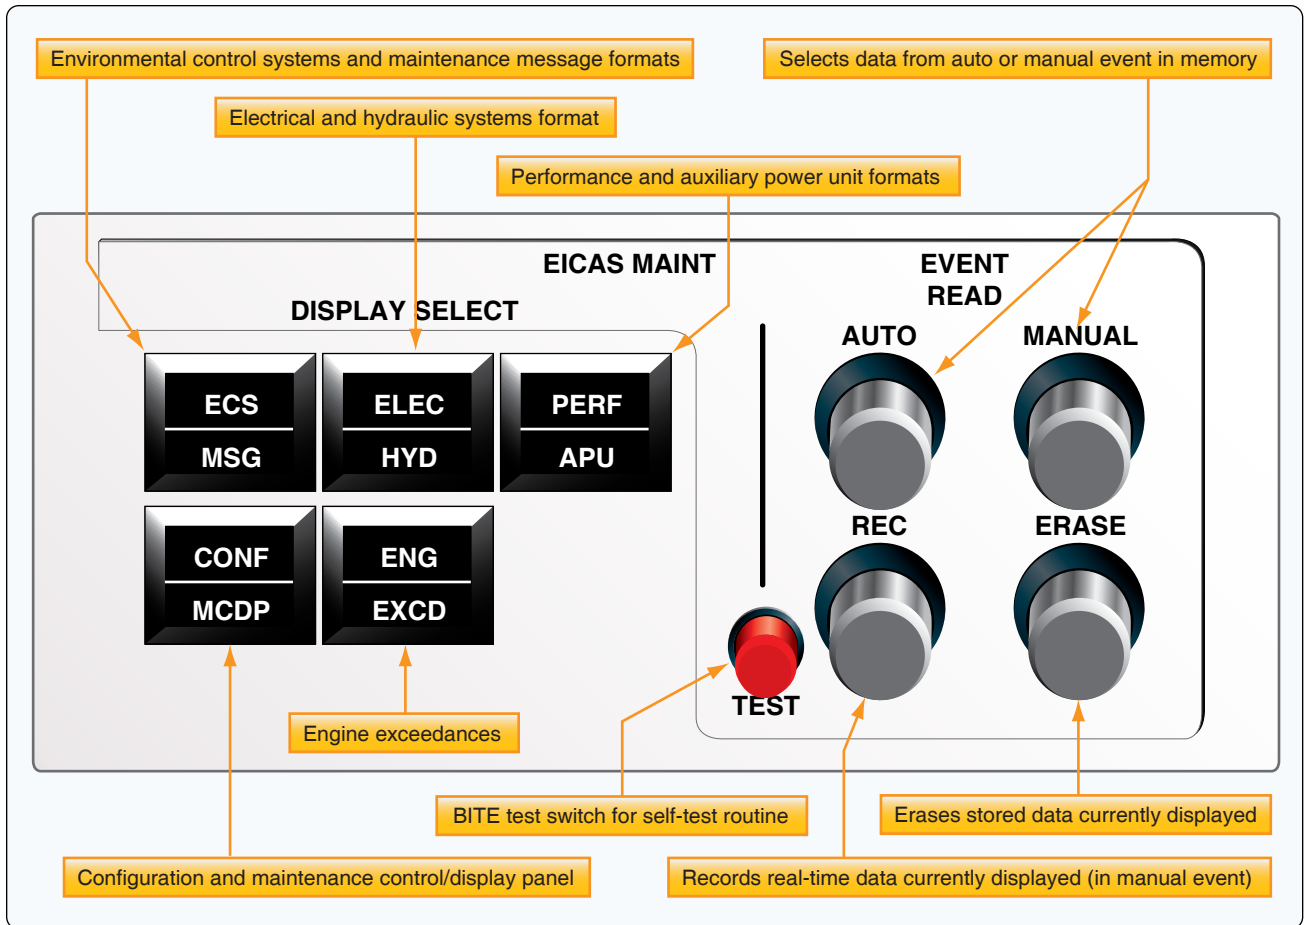 Environmental control systems and maintenance message formats
Selects data from auto or manual event in memory
Electrical and hydraulic systems format
Performance and auxiliary power unit formats
EICAS MAINT
EVENT
READ
DISPLAY SELECT
AUTO
MANUAL
ECS
MSG
ELEC
HYD
PERF
APU
REC
ERASE
CONF
MCDP
ENG
EXCD
TEST
Engine exceedances
BITE test switch for self-test routine
Erases stored data currently displayed
Configuration and maintenance control/display panel
Records real-time data currently displayed (in manual event)